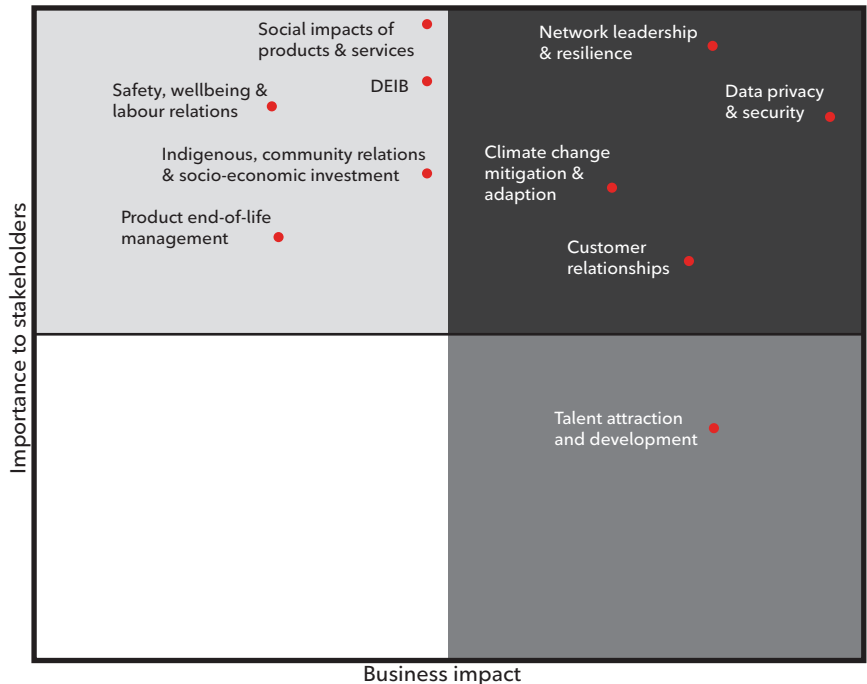 Social impacts of
products & services
Network leadership
& resilience
Safety, wellbeing &
labour relations
DEIB
Data privacy
& security
Indigenous, community relations
& socio-economic investment
Climate change
mitigation &
adaption
Product end-of-life
management
Customer
relationships
Importance to stakeholders
Talent attraction
and development
Business impact